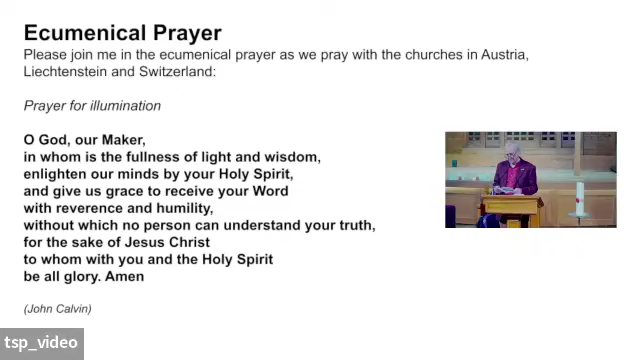 Ecumenical Prayer
Please join me in the ecumenical prayer as we pray with the churches in Austria,
Liechtenstein and Switzerland:
Prayer for illumination
O God, our Maker,
in whom is the fullness of light and wisdom,
enlighten our minds by your Holy Spirit,
and give us grace to receive your Word
with reverence and humility,
without which no person can understand your truth,
for the sake of Jesus Christ
to whom with you and the Holy Spirit
be all glory. Amen
(John Calvin)
tsp_video